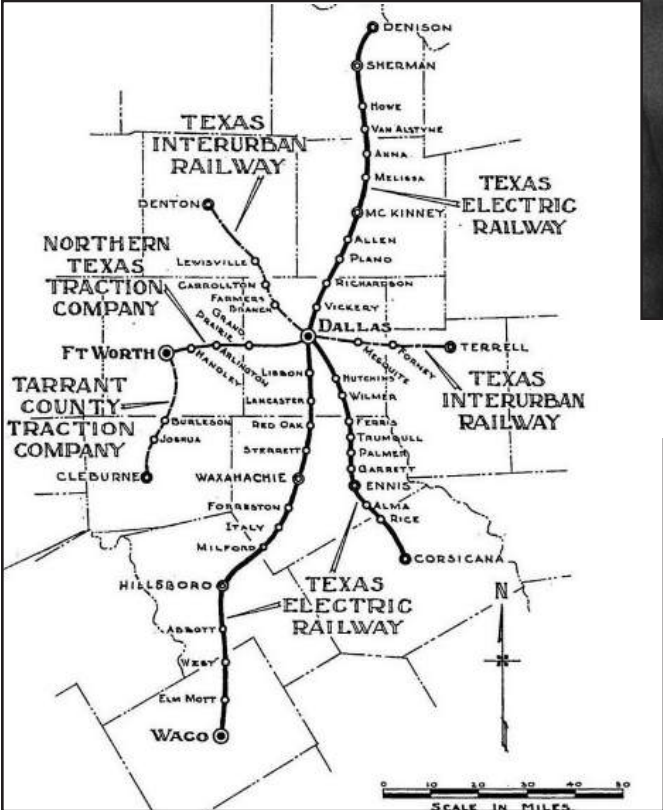 DENISON
SHERMAN
HOWE
VAN ALSTYNE
ANNA
MELISSA
TEXAS
INTERURBAN
RAILWAY
TEXAS
ELECTRIC
RAILWAY
DENTON
MCKINNEY
ALLEN
PLANO
RICHARDSON
VICKERY
NORTHERN
TEXAS
TRACTION
COMPANY
LEWISVILLE
CARROLLTON
FARMERS
BRANCH
GRAND
PRAIRIE
DALLAS
FT WORTH
HANDLEY
ARLINGTON
MESQUITE
FORNEY
TERRELL
TEXAS
INTERURBAN
RAILWAY
TARRANT
COUNTY
TRACTION
COMPANY
BURLESON
JOSHUA
CLEBURNE
LISBON
LANCASTER
RED OAK
STERRETT
WAXAHACHIE
FORRESTON
ITALY
MILFORD
HUTCHINS
WILMER
FERRIS
TRUMBULL
PALMER
GARRETT
ENNIS
ALMA
RICE
CORSICANA
HILLSBORO
TEXAS
ELECTRIC
RAILWAY
ABBOTT
WEST
ELM MOTT
WACO
N
0 10 20 30 40 50
SCALE IN MILES